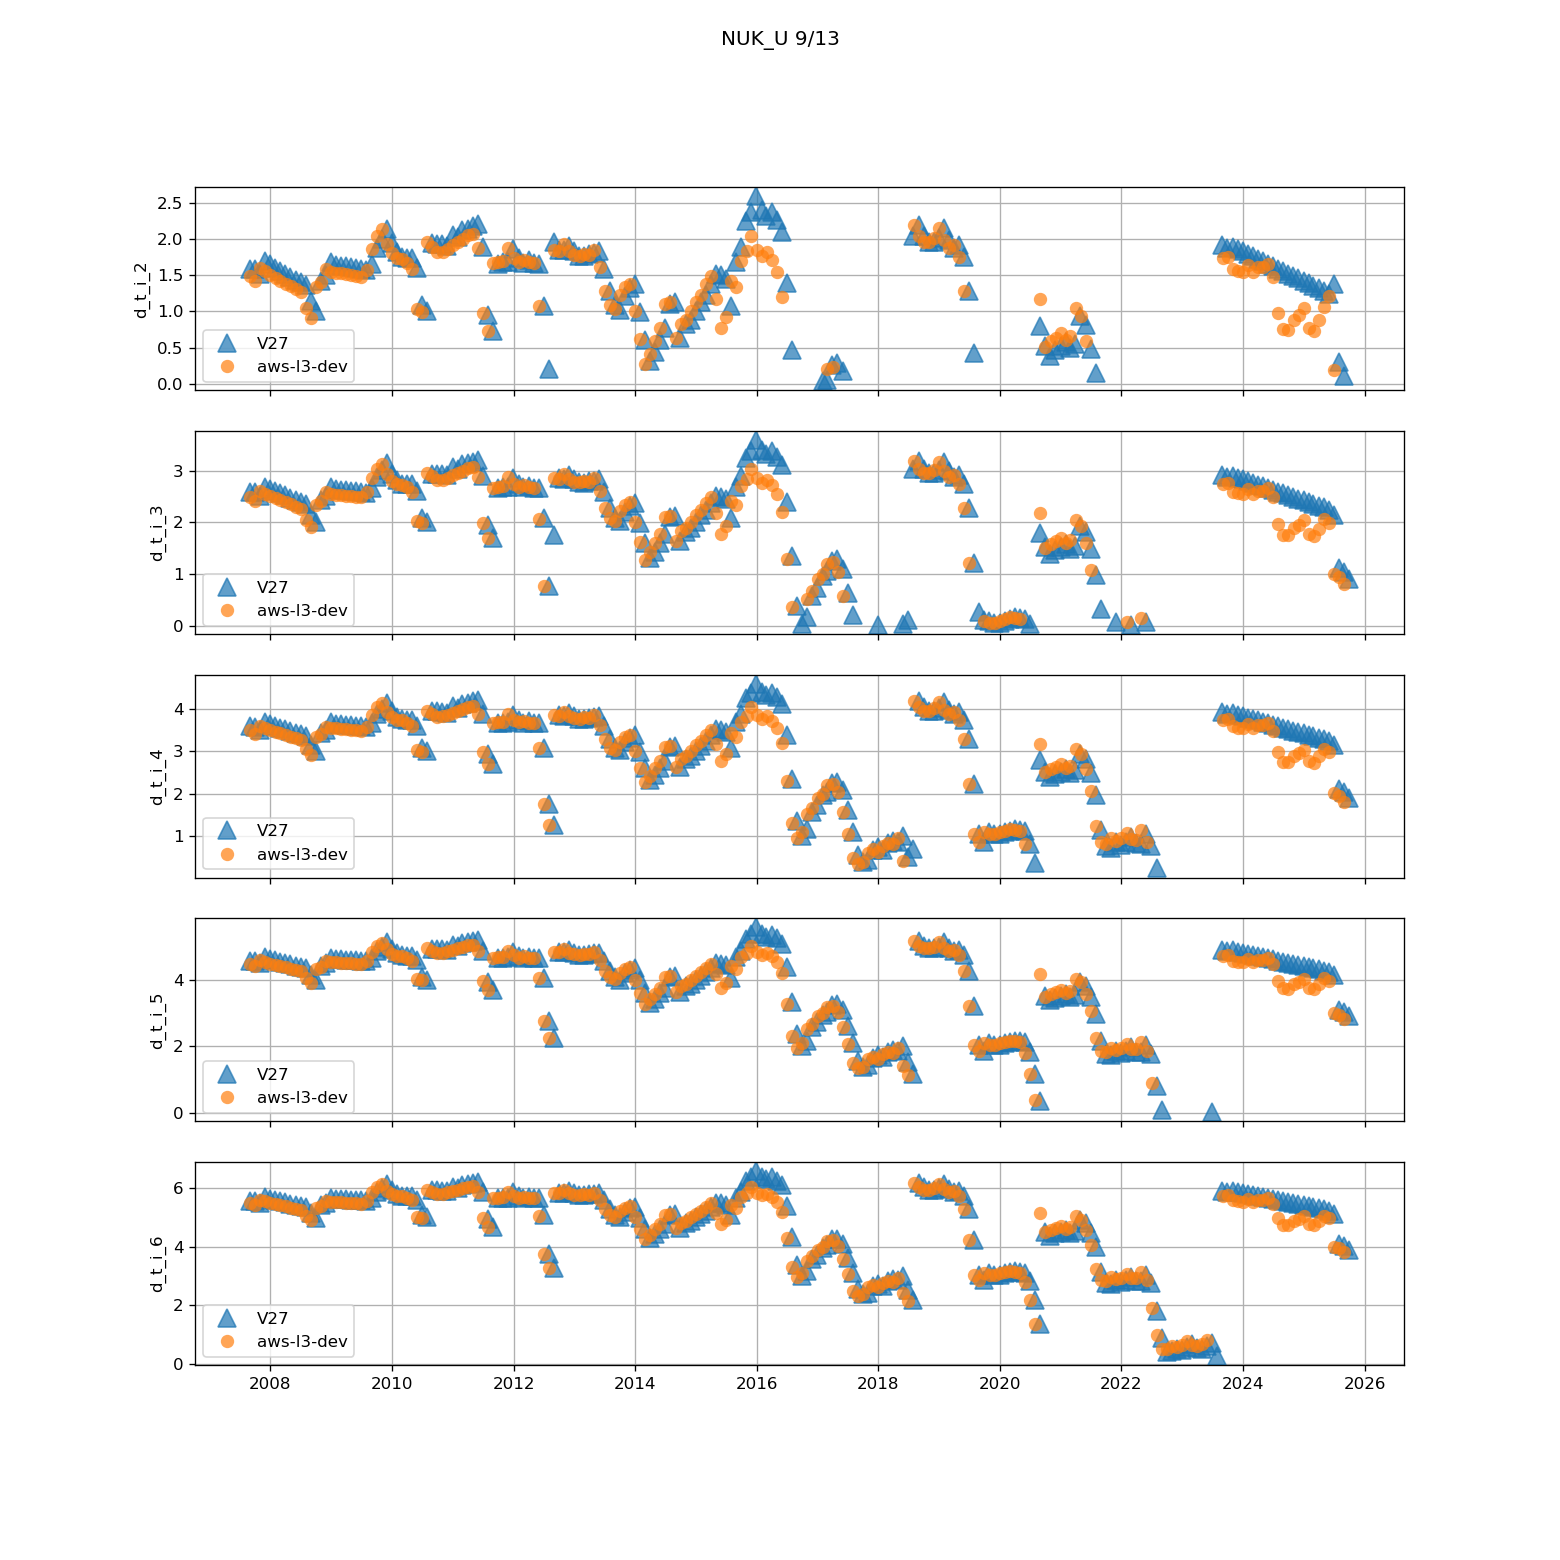 NUK_U 9/13
d_t_i_2
2.5
2.0
1.5
1.0
0.5
0.0
V27
aws-l3-dev
d_t_i_3
3
2
1
0
V27
aws-l3-dev
d_t_i_4
4
3
2
1
V27
aws-l3-dev
d_t_i_5
4
2
0
V27
aws-l3-dev
d_t_i_6
6
4
2
0
V27
aws-l3-dev
2008 2010 2012 2014 2016 2018 2020 2022 2024 2026